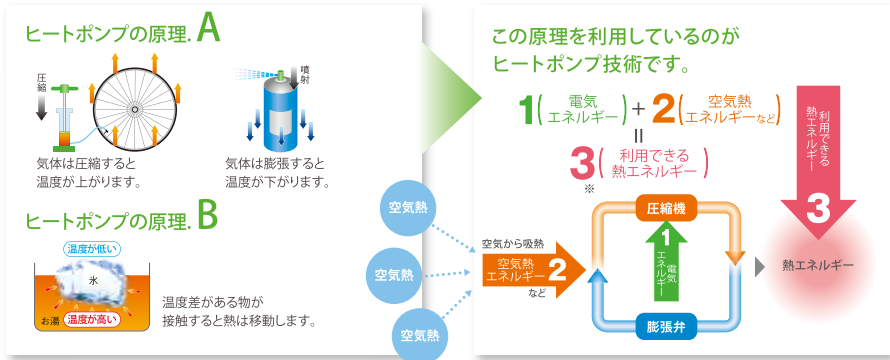 ヒートポンプの原理. A
圧縮
噴射
気体は圧縮すると
温度が上がります。
気体は膨張すると
温度が下がります。
ヒートポンプの原理. B
温度が低い
氷
お湯
温度が高い
温度差がある物が
接触すると熱は移動します。
空気熱
空気熱
空気熱
この原理を利用しているのが
ヒートポンプ技術です。
1(電気
エネルギー)+2(空気熱
エネルギーなど)
=
3(利用できる
熱エネルギー)
※
空気から吸熱
空気熱
エネルギー2
など
圧縮機
1
電気
エネルギー
膨張弁
利用できる
熱エネルギー
3
熱エネルギー